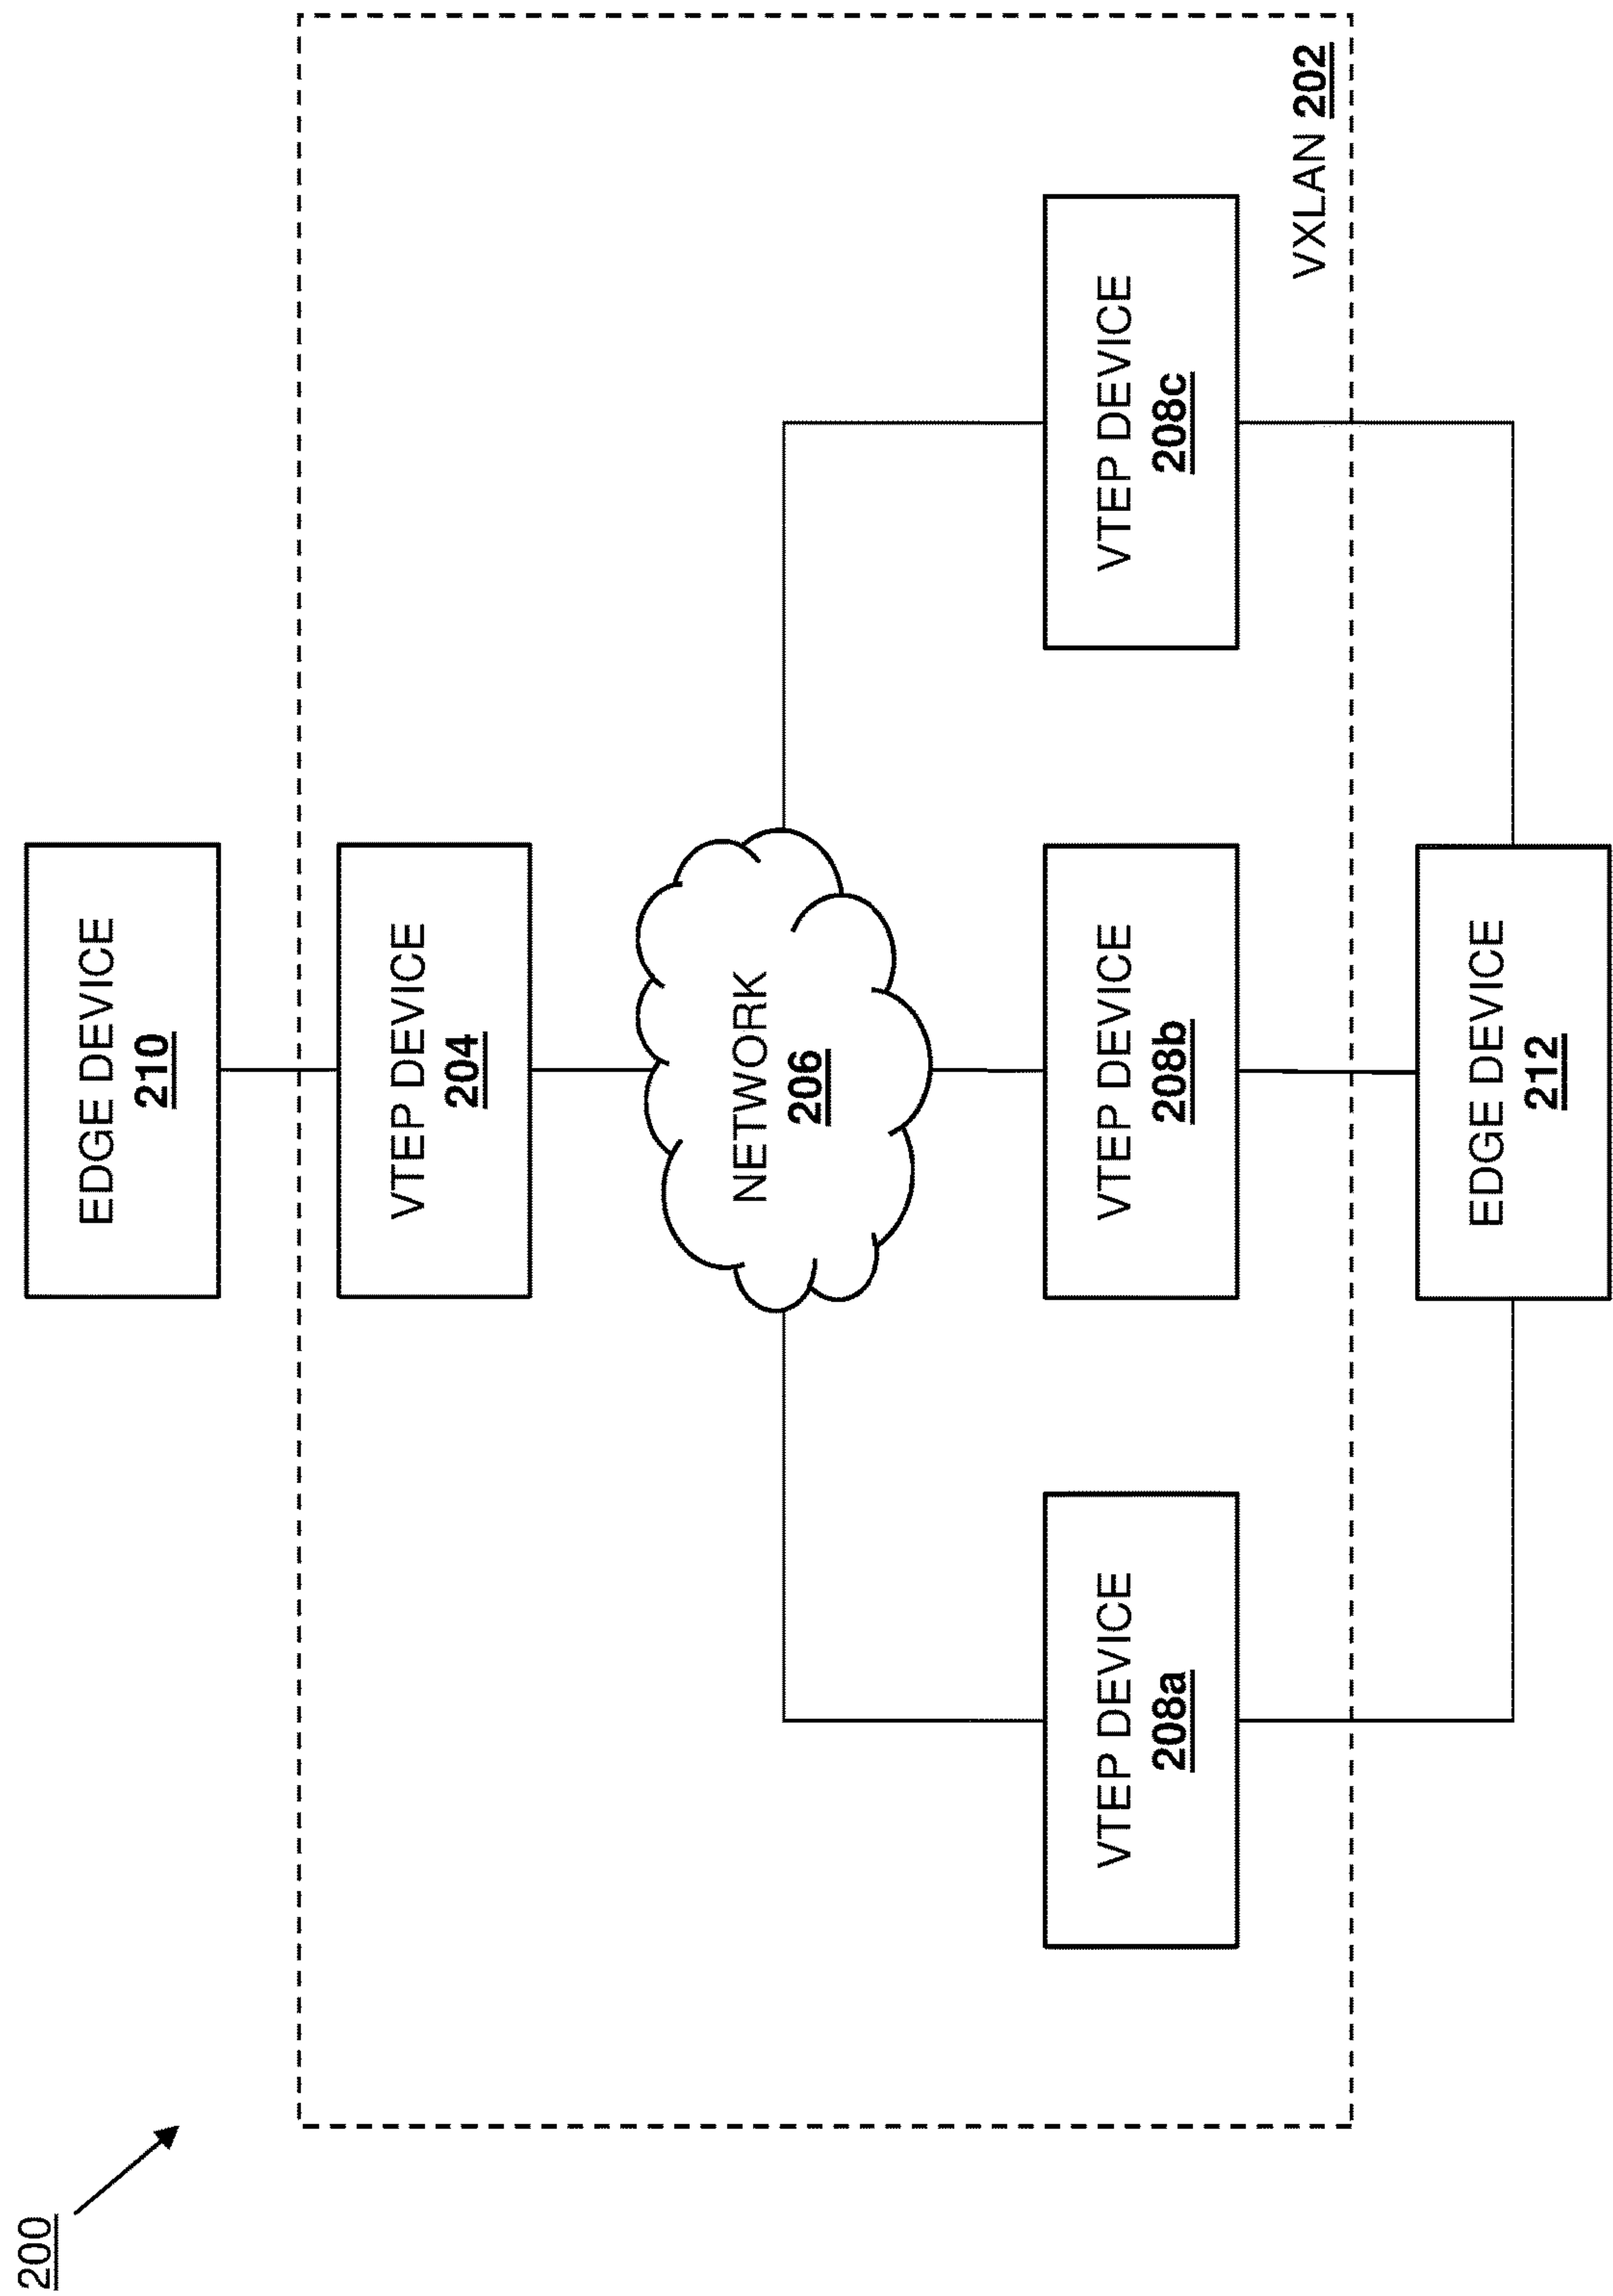 200
EDGE DEVICE
210
VTEP DEVICE
204
NETWORK
206
VTEP DEVICE
208a
VTEP DEVICE
208b
VTEP DEVICE
208c
VXLAN 202
EDGE DEVICE
212